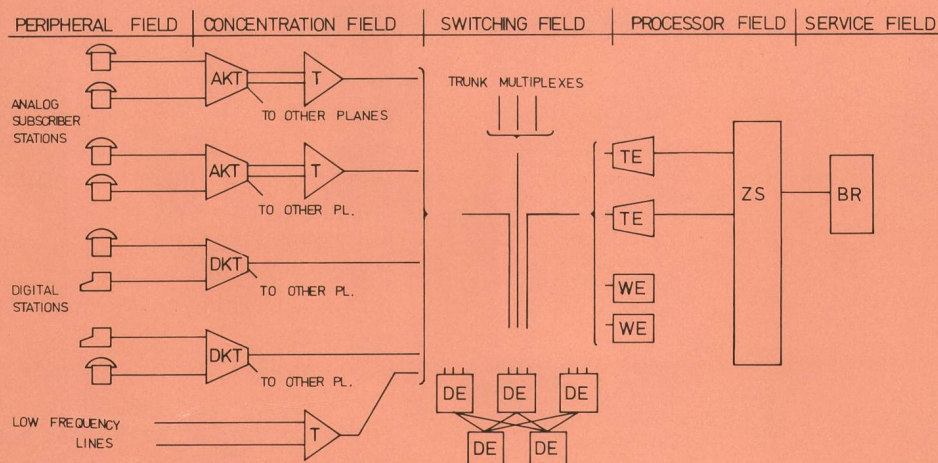 PERIPHERAL FIELD CONCENTRATION FIELD SWITCHING FIELD PROCESSOR FIELD SERVICE FIELD
ANALOG
SUBSCRIBER
STATIONS
AKT T
TO OTHER PLANES
AKT T
TO OTHER PL.
DIGITAL
STATIONS
DKT
TO OTHER PL.
DKT
TO OTHER PL.
LOW FREQUENCY
LINES
T
TRUNK MULTIPLEXES
DE DE DE
DE DE
TE
TE
WE
WE
ZS
BR